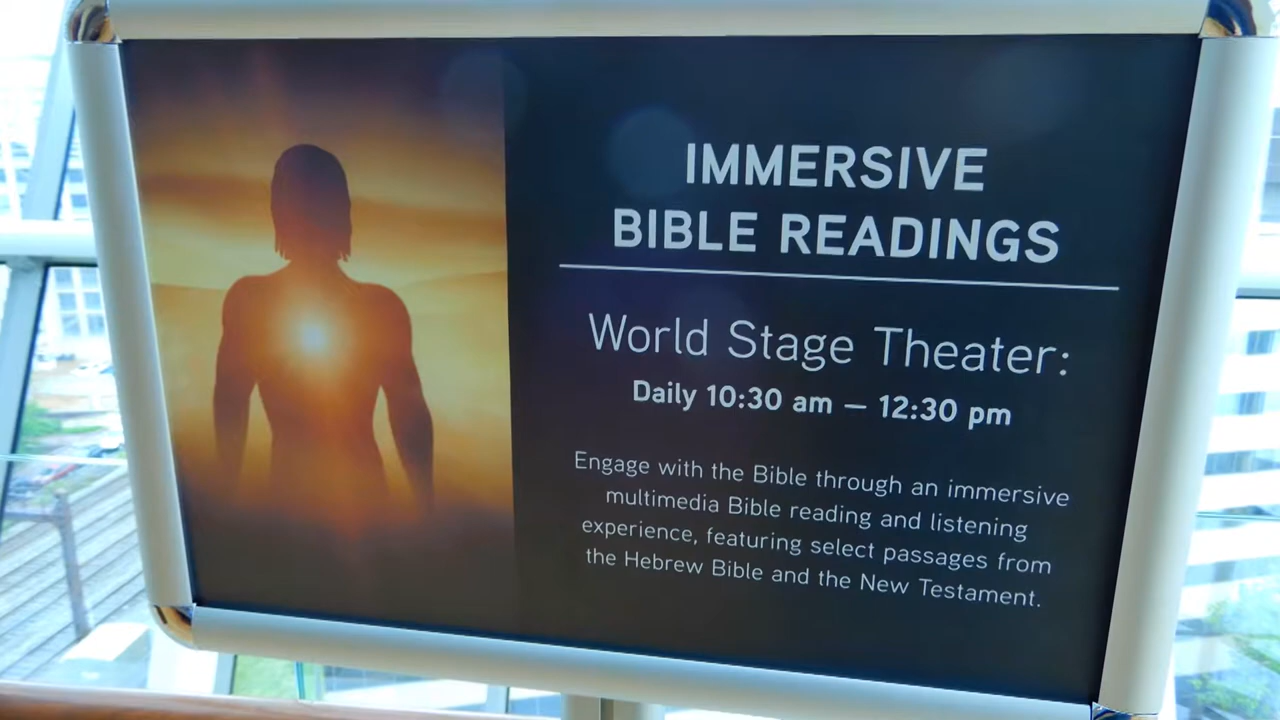 IMMERSIVE
BIBLE READINGS
World Stage Theater:
Daily 10:30 am — 12:30 pm
Engage with the Bible through an immersive
multimedia Bible reading and listening
experience, featuring select passages from
the Hebrew Bible and the New Testament.